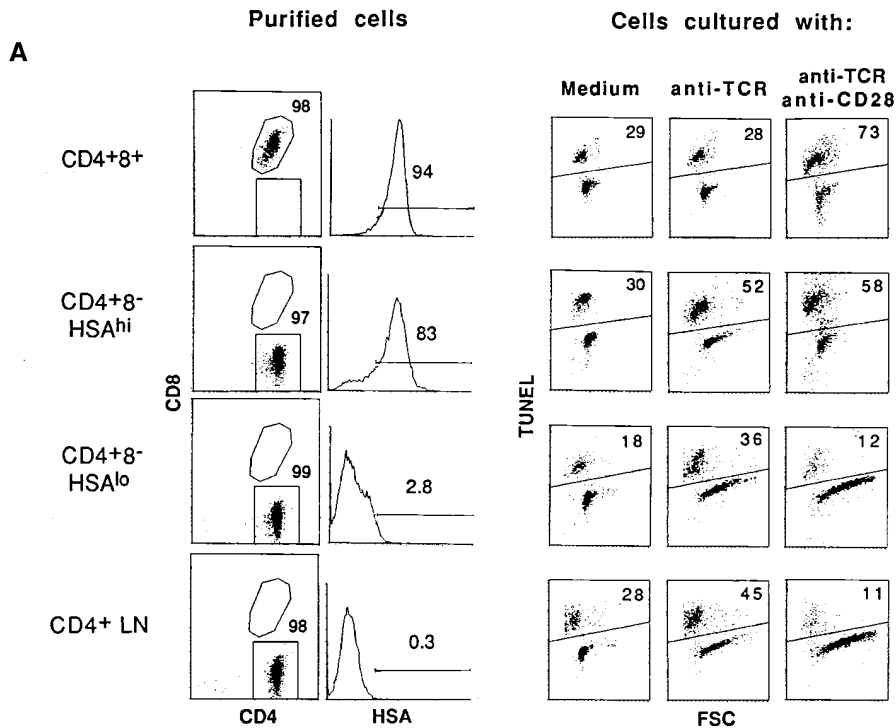 Purified cells
Cells cultured with:
A
Medium
anti-TCR
anti-TCR
anti-CD28
CD4+8+
98
94
29
28
73
CD4+8-
HSAhi
97
83
30
52
58
CD8
TUNEL
CD4+8-
HSAlo
99
2.8
18
36
12
CD4+ LN
98
0.3
28
45
11
CD4
HSA
FSC